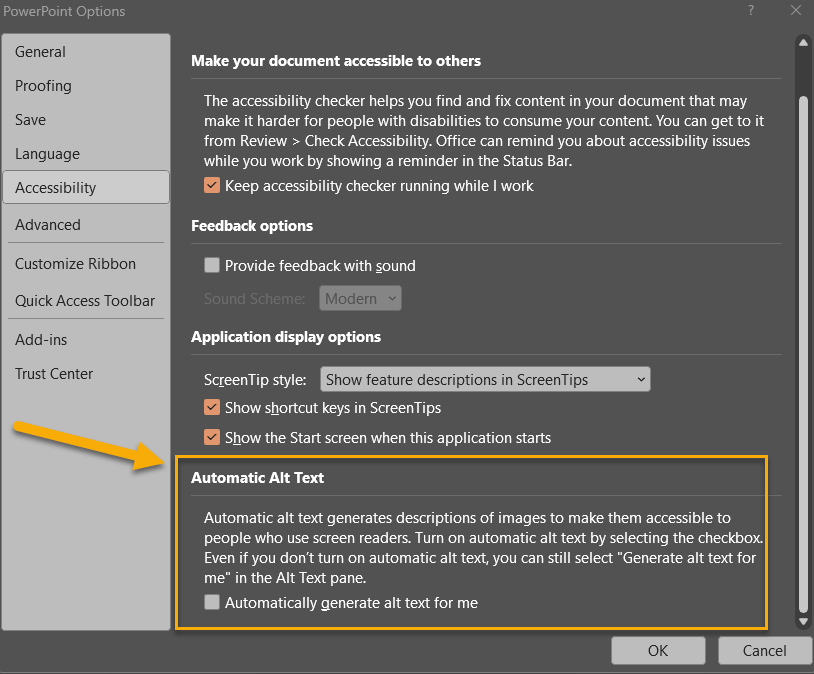 PowerPoint Options
?
General
Proofing
Save
Language
Accessibility
Advanced
Customize Ribbon
Quick Access Toolbar
Add-ins
Trust Center
Make your document accessible to others
The accessibility checker helps you find and fix content in your document that may
make it harder for people with disabilities to consume your content. You can get to it
from Review > Check Accessibility. Office can remind you about accessibility issues
while you work by showing a reminder in the Status Bar.
Keep accessibility checker running while I work
Feedback options
Provide feedback with sound
Sound Scheme: Modern
Application display options
ScreenTip style: Show feature descriptions in ScreenTips
Show shortcut keys in ScreenTips
Show the Start screen when this application starts
Automatic Alt Text
Automatic alt text generates descriptions of images to make them accessible to
people who use screen readers. Turn on automatic alt text by selecting the checkbox.
Even if you don't turn on automatic alt text, you can still select "Generate alt text for
me" in the Alt Text pane.
Automatically generate alt text for me
OK Cancel